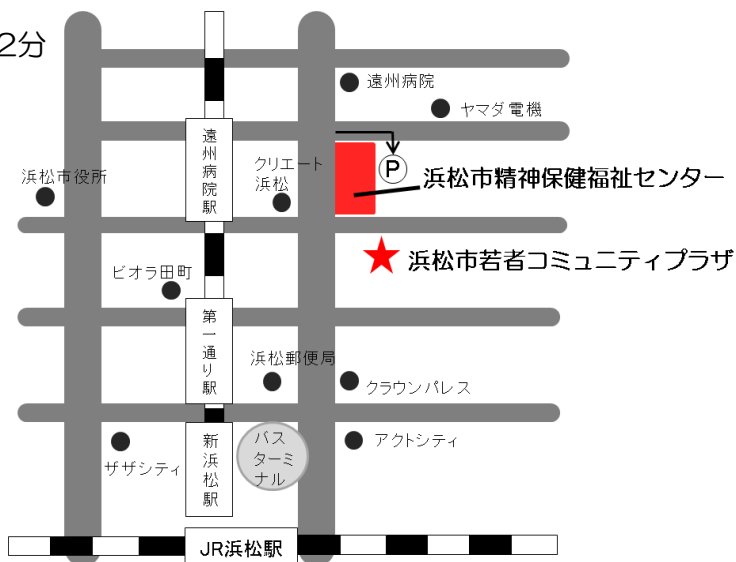 2分
遠州病院
ヤマダ電機
遠州病院駅
クリエート
浜松
P
浜松市精神保健福祉センター
浜松市役所
浜松市若者コミュニティプラザ
ビオラ田町
第一通り駅
浜松郵便局
クラウンパレス
ザザシティ
新浜松駅
バス
ターミ
ナル
アクトシティ
JR浜松駅